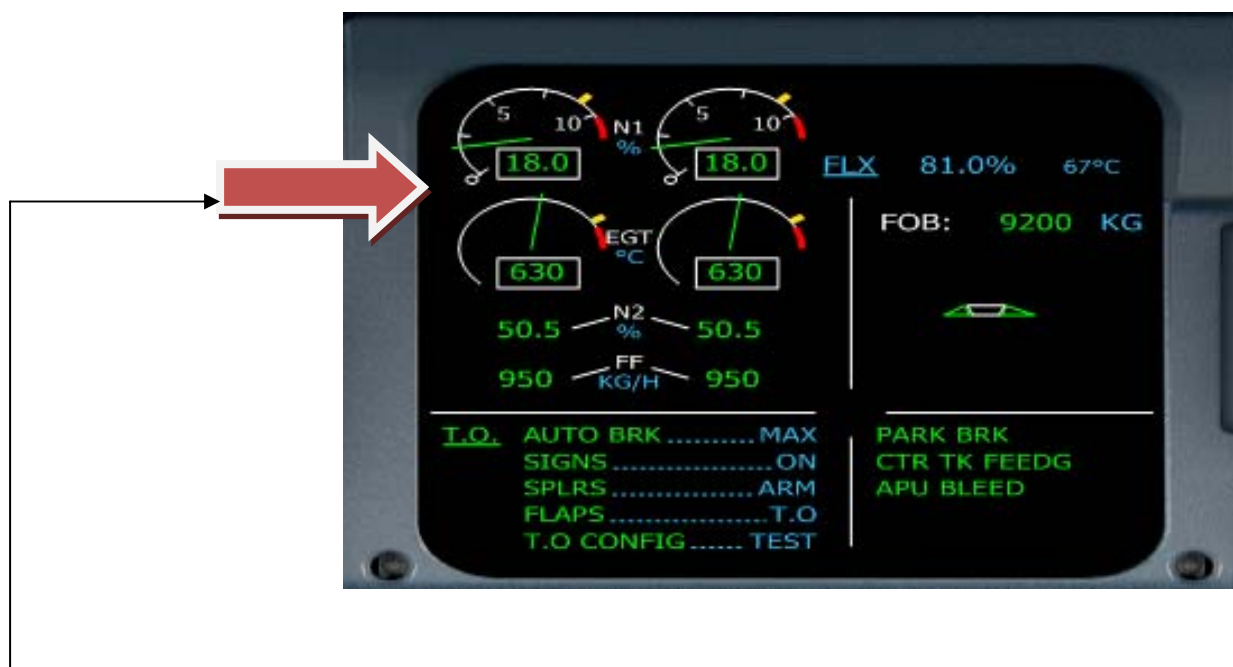 5 10 N1 5 10
18.0 % 18.0 FLX 81.0% 67°C
FOB: 9200 KG
EGT
630 °C 630
50.5 N2 % 50.5
950 FF KG/H 950
T.O. AUTO BRK..........MAX
SIGNS....................ON
SPLRS..................ARM
FLAPS...................T.O
T.O CONFIG......TEST
PARK BRK
CTR TK FEEDG
APU BLEED